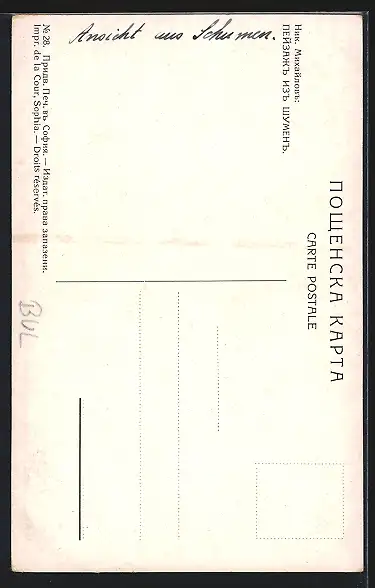 ПОЩЕНСКА КАРТА
CARTE POSTALE
Ник. Михайловъ:
ПЕЙЗАЖЪ ИЗЪ ШУМЕНЪ.
Ansicht aus Schumen.
№ 28. Придв. Печ. въ София. — Издат. права запазени.
Impr. de la Cour, Sophia. — Droits réservés.
BUL